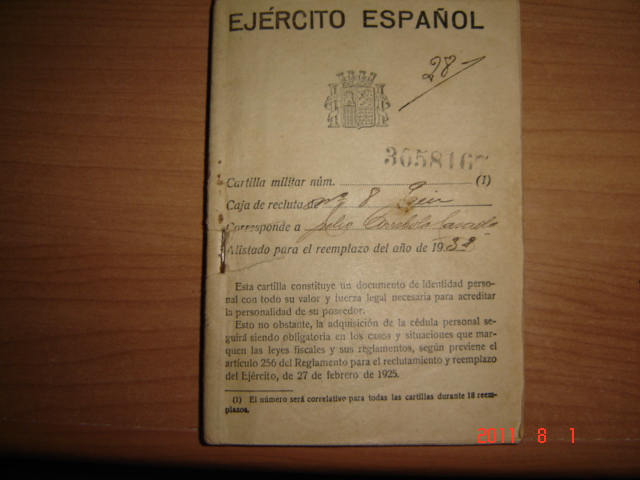 EJÉRCITO ESPAÑOL
28-
3658167
Cartilla militar núm. (1)
Caja de recluta de nº 8
Corresponde a Julio
Alistado para el reemplazo del año de 19
Esta cartilla constituye un documento de identidad perso-
nal con todo su valor y fuerza legal necesaria para acreditar
la personalidad de su poseedor.
Esto no obstante, la adquisición de la cédula personal se-
guirá siendo obligatoria en los casos y situaciones que mar-
quen las leyes fiscales y sus reglamentos, según previene el
artículo 256 del Reglamento para el reclutamiento y reemplazo
del Ejército, de 27 de febrero de 1925.
(1) El número será correlativo para todas las cartillas durante 18 reem-
plazos.
2011 8 1